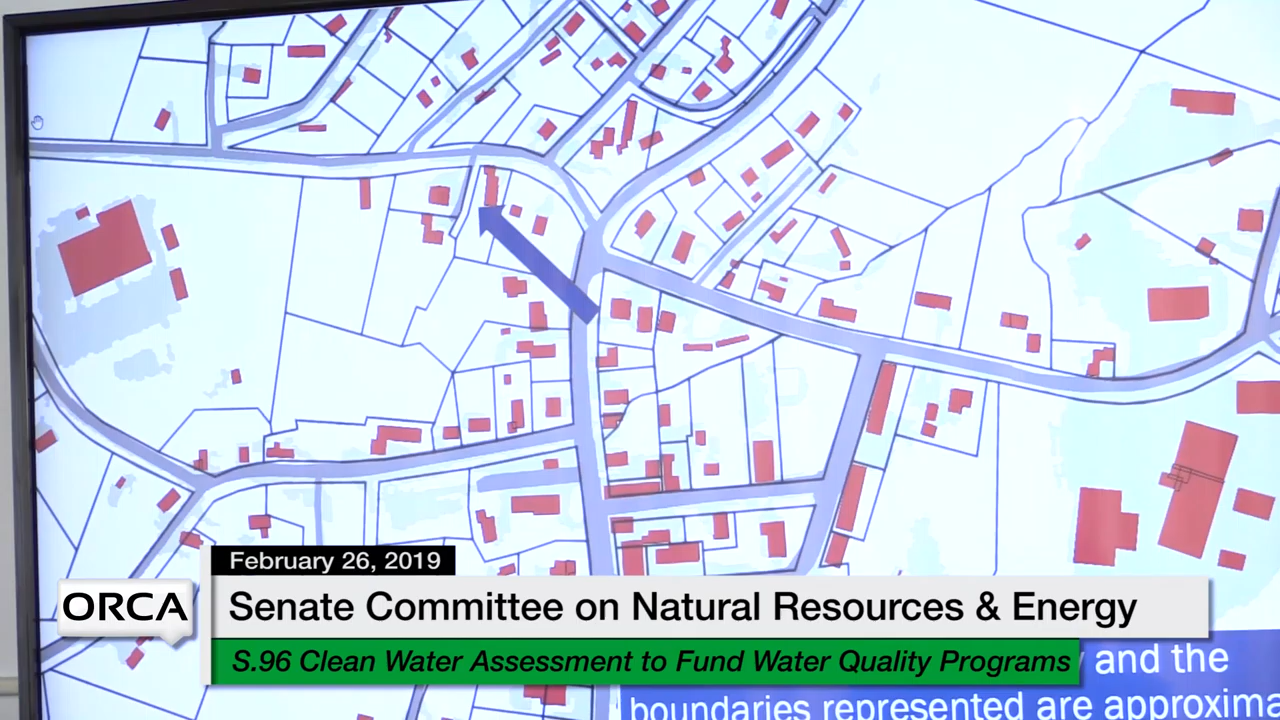 February 26, 2019
ORCA
Senate Committee on Natural Resources & Energy
S.96 Clean Water Assessment to Fund Water Quality Programs
and the
boundaries represented are